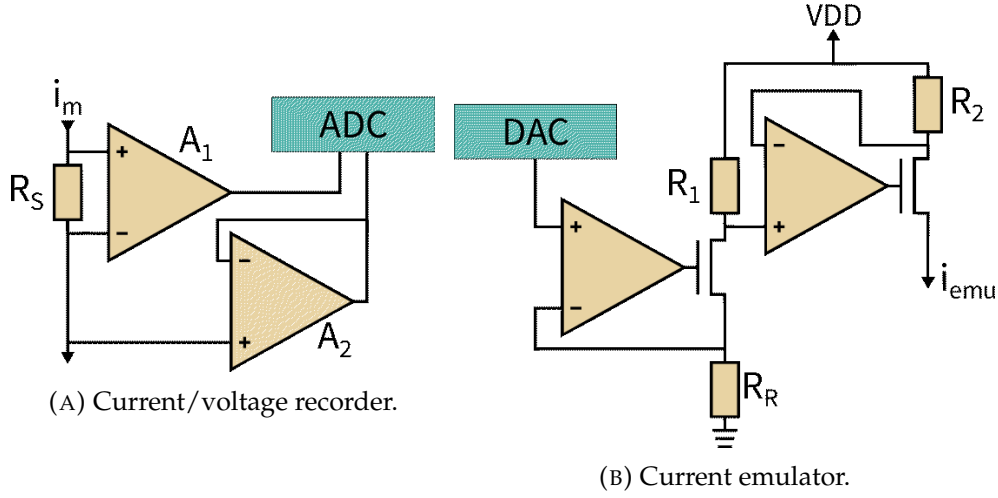 i_m
A_1
ADC
R_S
+
−
−
+
A_2
(A) Current/voltage recorder.
VDD
DAC
R_1
R_2
−
+
+
−
i_emu
R_R
(B) Current emulator.